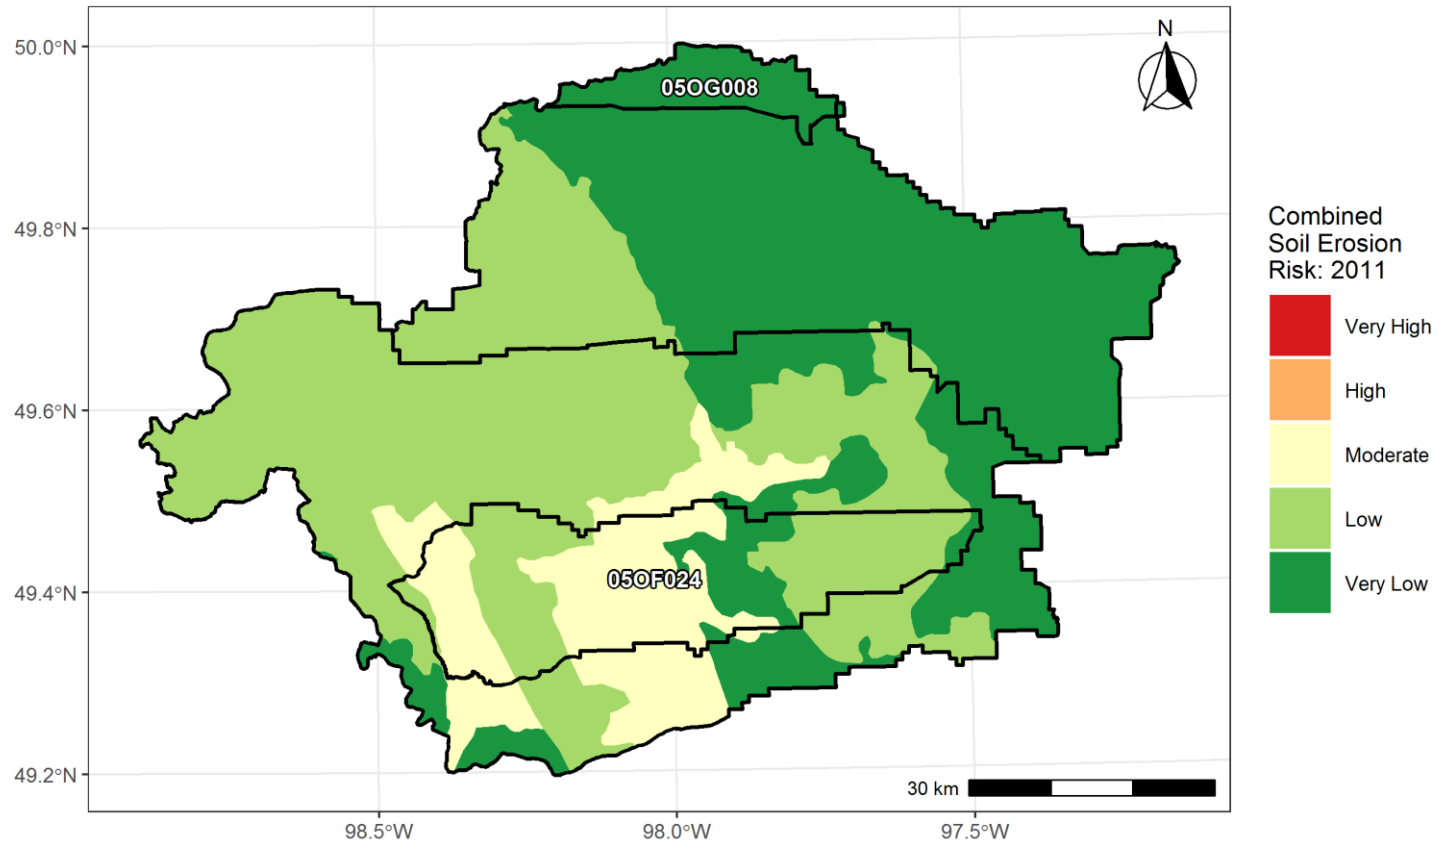 N
50.0°N
49.8°N
49.6°N
49.4°N
49.2°N
05OG008
05OF024
30 km
98.5°W
98.0°W
97.5°W
Combined
Soil Erosion
Risk: 2011
Very High
High
Moderate
Low
Very Low